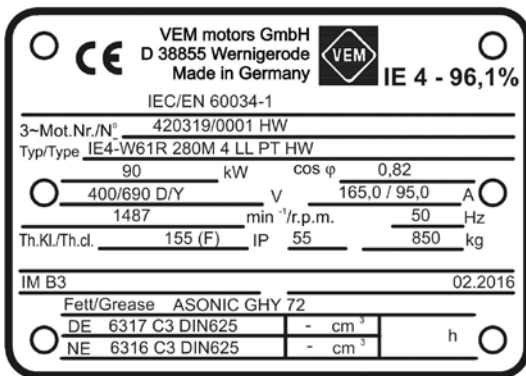 VEM motors GmbH
D 38855 Wernigerode
Made in Germany
CE
VEM
IE 4 - 96,1%
IEC/EN 60034-1
3~Mot.Nr./Nº 420319/0001 HW
Typ/Type IE4-W61R 280M 4 LL PT HW
90 kW cos φ 0,82
400/690 D/Y V 165,0 / 95,0 A
1487 min⁻¹/r.p.m. 50 Hz
Th.Kl./Th.cl. 155 (F) IP 55 850 kg
IM B3 02.2016
Fett/Grease ASONIC GHY 72
DE 6317 C3 DIN625 - cm³
h
NE 6316 C3 DIN625 - cm³